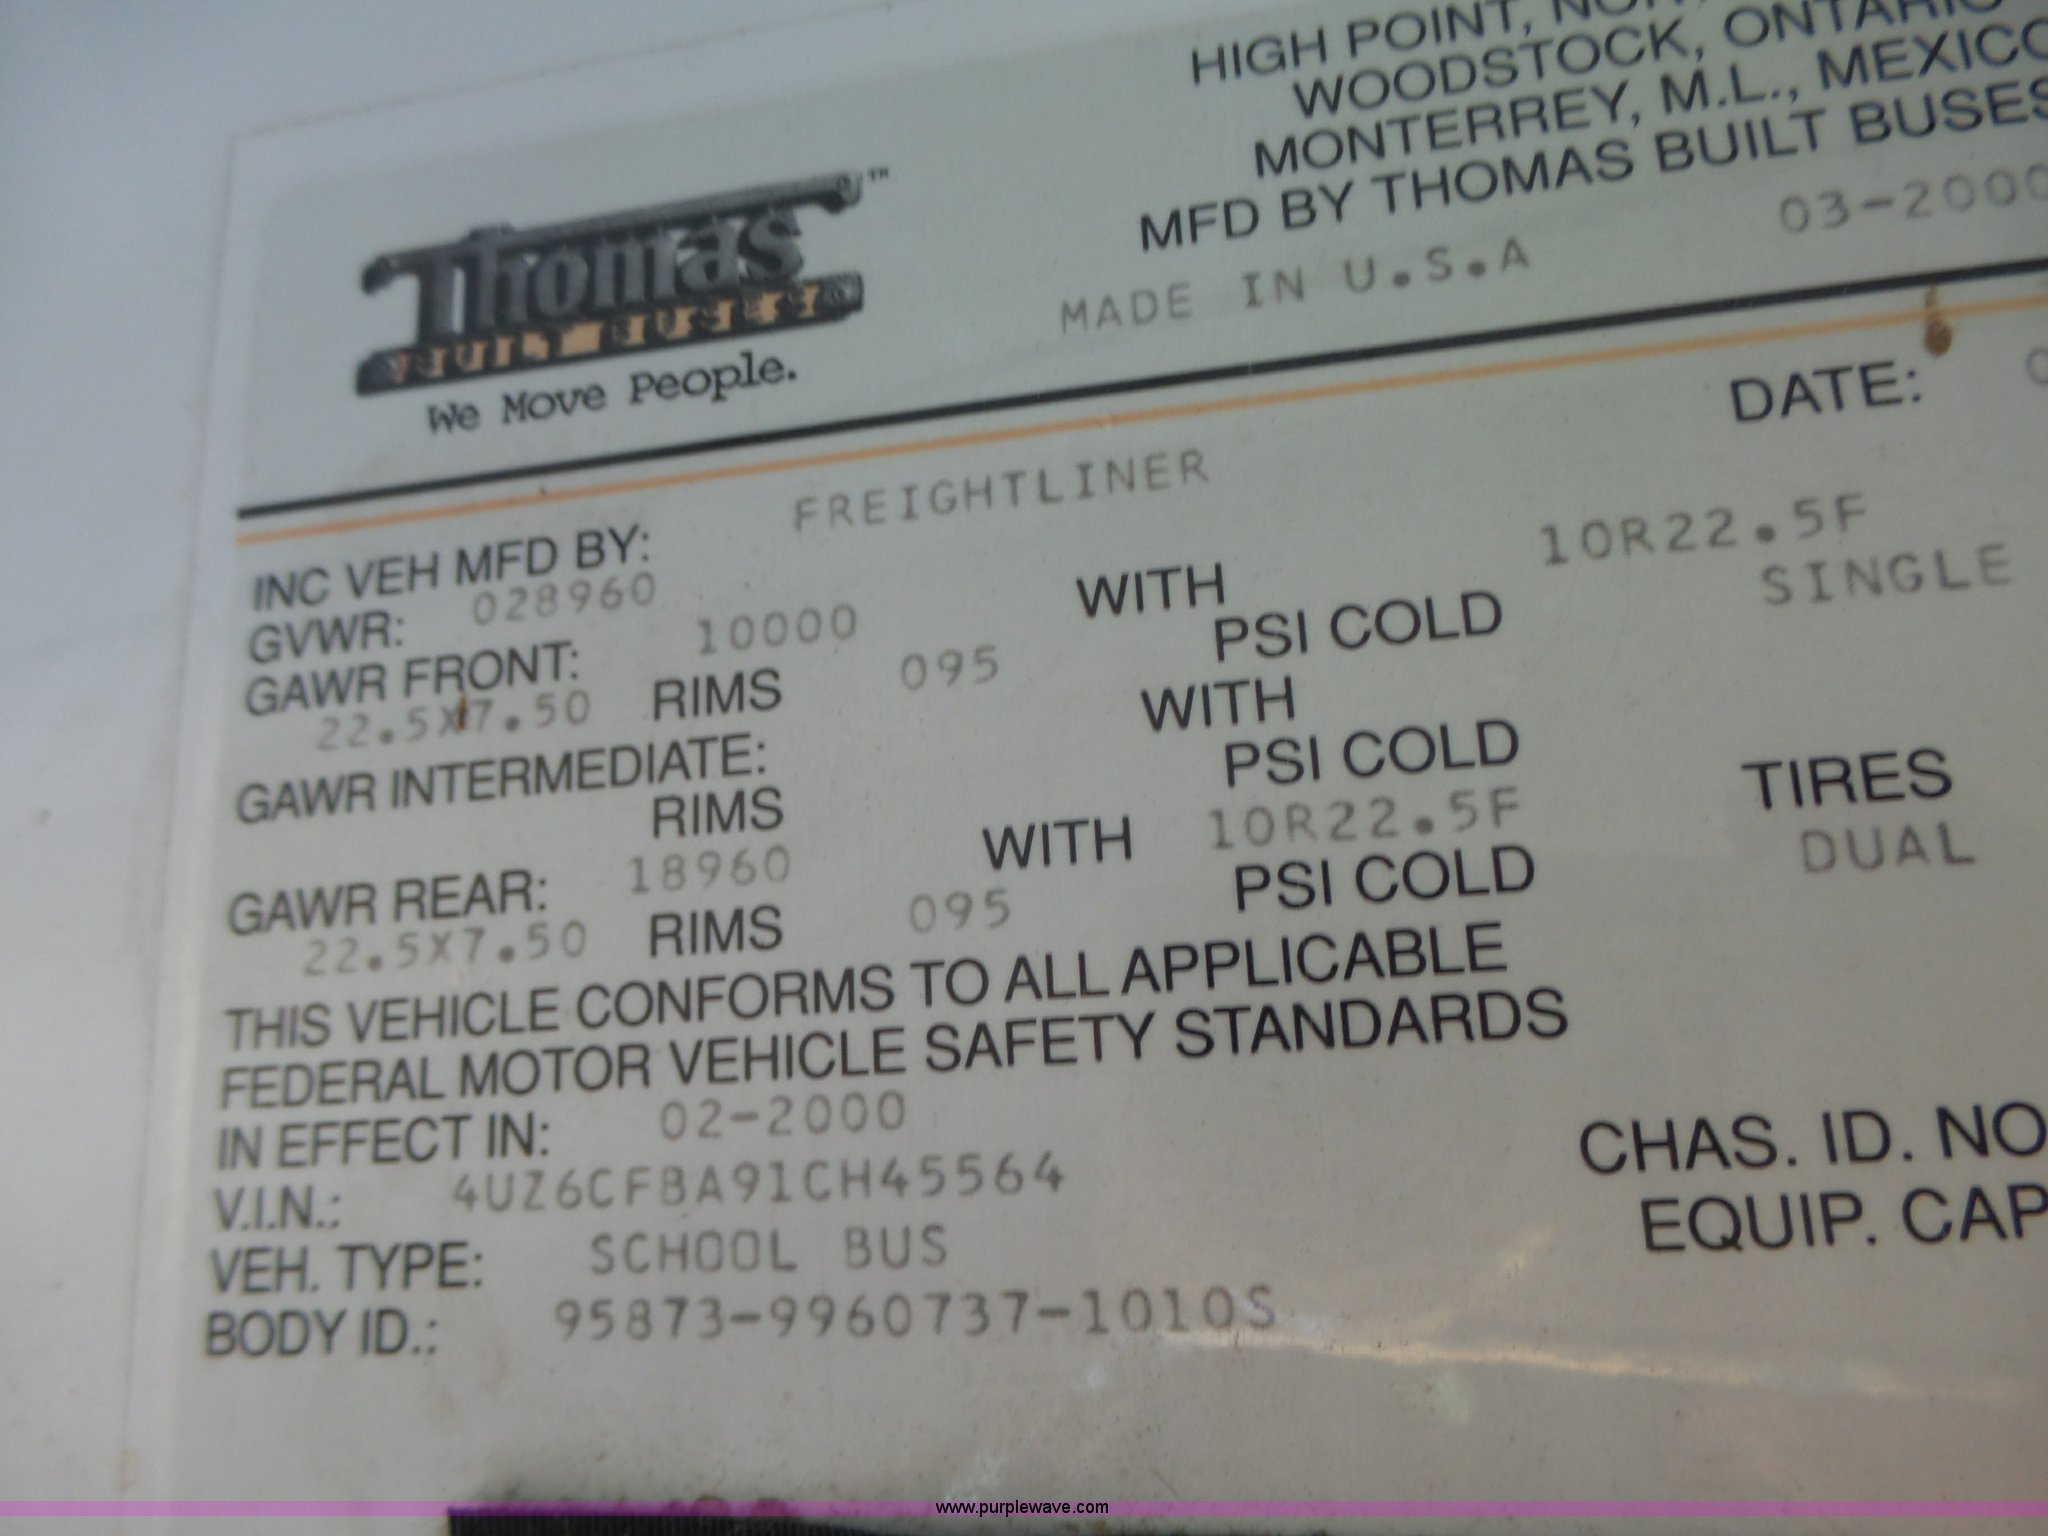 HIGH POINT,
WOODSTOCK, ONTARIO
MONTERREY, M.L., MEXICO
MFD BY THOMAS BUILT BUSES
MADE IN U.S.A 03-2000
Thomas™
BUILT BUSES
We Move People.
DATE:
INC VEH MFD BY: FREIGHTLINER
GVWR: 028960
GAWR FRONT: 10000 WITH 10R22.5F
22.5X7.50 RIMS 095 PSI COLD SINGLE
GAWR INTERMEDIATE: WITH
RIMS PSI COLD
GAWR REAR: 18960 WITH 10R22.5F TIRES
22.5X7.50 RIMS 095 PSI COLD DUAL
THIS VEHICLE CONFORMS TO ALL APPLICABLE
FEDERAL MOTOR VEHICLE SAFETY STANDARDS
IN EFFECT IN: 02-2000
V.I.N.: 4UZ6CFBA91CH45564 CHAS. ID. NO
VEH. TYPE: SCHOOL BUS EQUIP. CAP
BODY ID.: 95873-9960737-1010S
www.purplewave.com